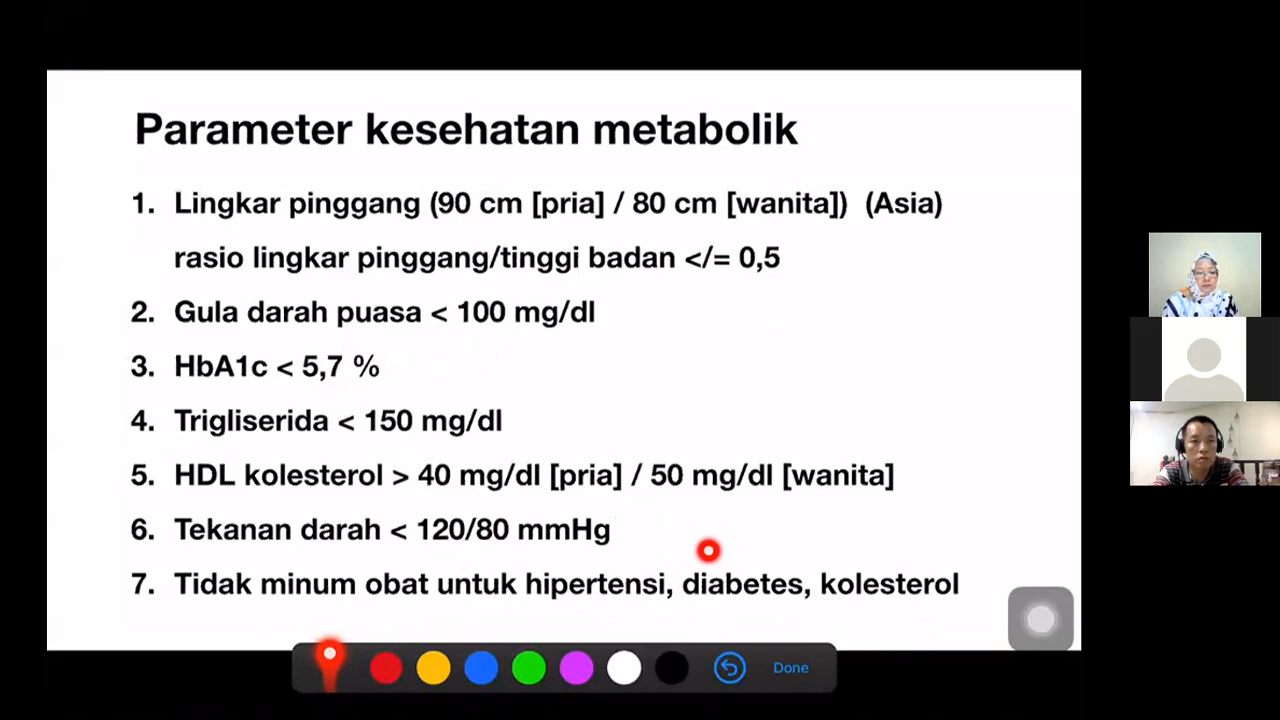 Parameter kesehatan metabolik
1. Lingkar pinggang (90 cm [pria] / 80 cm [wanita]) (Asia)
rasio lingkar pinggang/tinggi badan </= 0,5
2. Gula darah puasa < 100 mg/dl
3. HbA1c < 5,7 %
4. Trigliserida < 150 mg/dl
5. HDL kolesterol > 40 mg/dl [pria] / 50 mg/dl [wanita]
6. Tekanan darah < 120/80 mmHg
7. Tidak minum obat untuk hipertensi, diabetes, kolesterol
Done